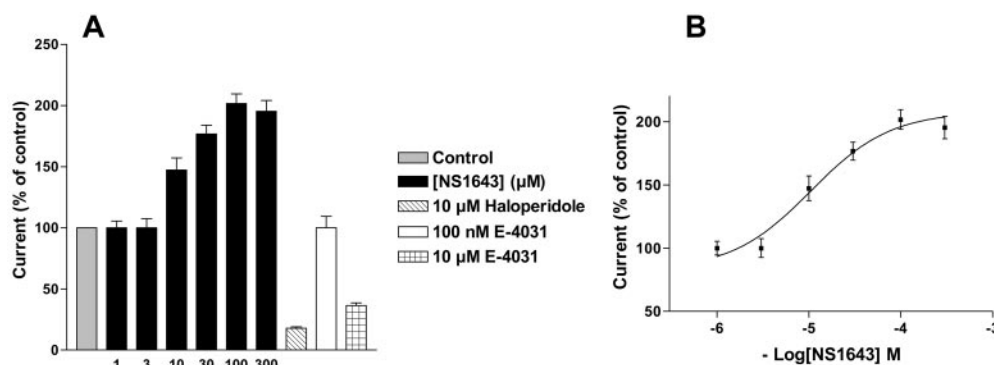 A
250
200
150
100
50
0
Current (% of control)
1 3 10 30 100 300
Control
[NS1643] (µM)
10 µM Haloperidole
100 nM E-4031
10 µM E-4031
B
200
150
100
50
Current (% of control)
-6 -5 -4 -3
- Log[NS1643] M